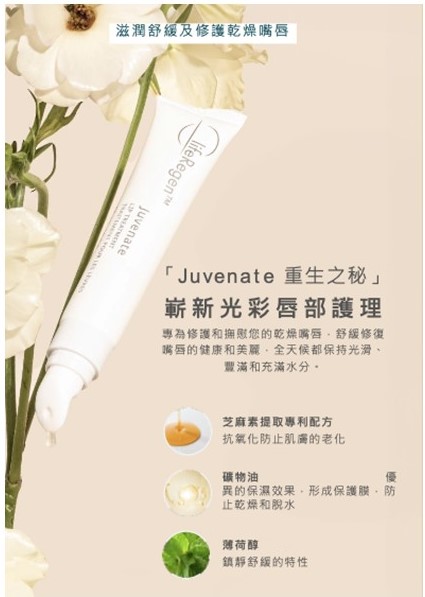 滋潤舒緩及修護乾燥嘴唇
lifeRegen™
Juvenate
LIP TREATMENT
「Juvenate 重生之秘」
嶄新光彩唇部護理
專為修護和撫慰您的乾燥嘴唇，舒緩修復
嘴唇的健康和美麗，全天候都保持光滑、
豐滿和充滿水分。
芝麻素提取專利配方
抗氧化防止肌膚的老化
礦物油 優
異的保濕效果，形成保護膜，防
止乾燥和脫水
薄荷醇
鎮靜舒緩的特性